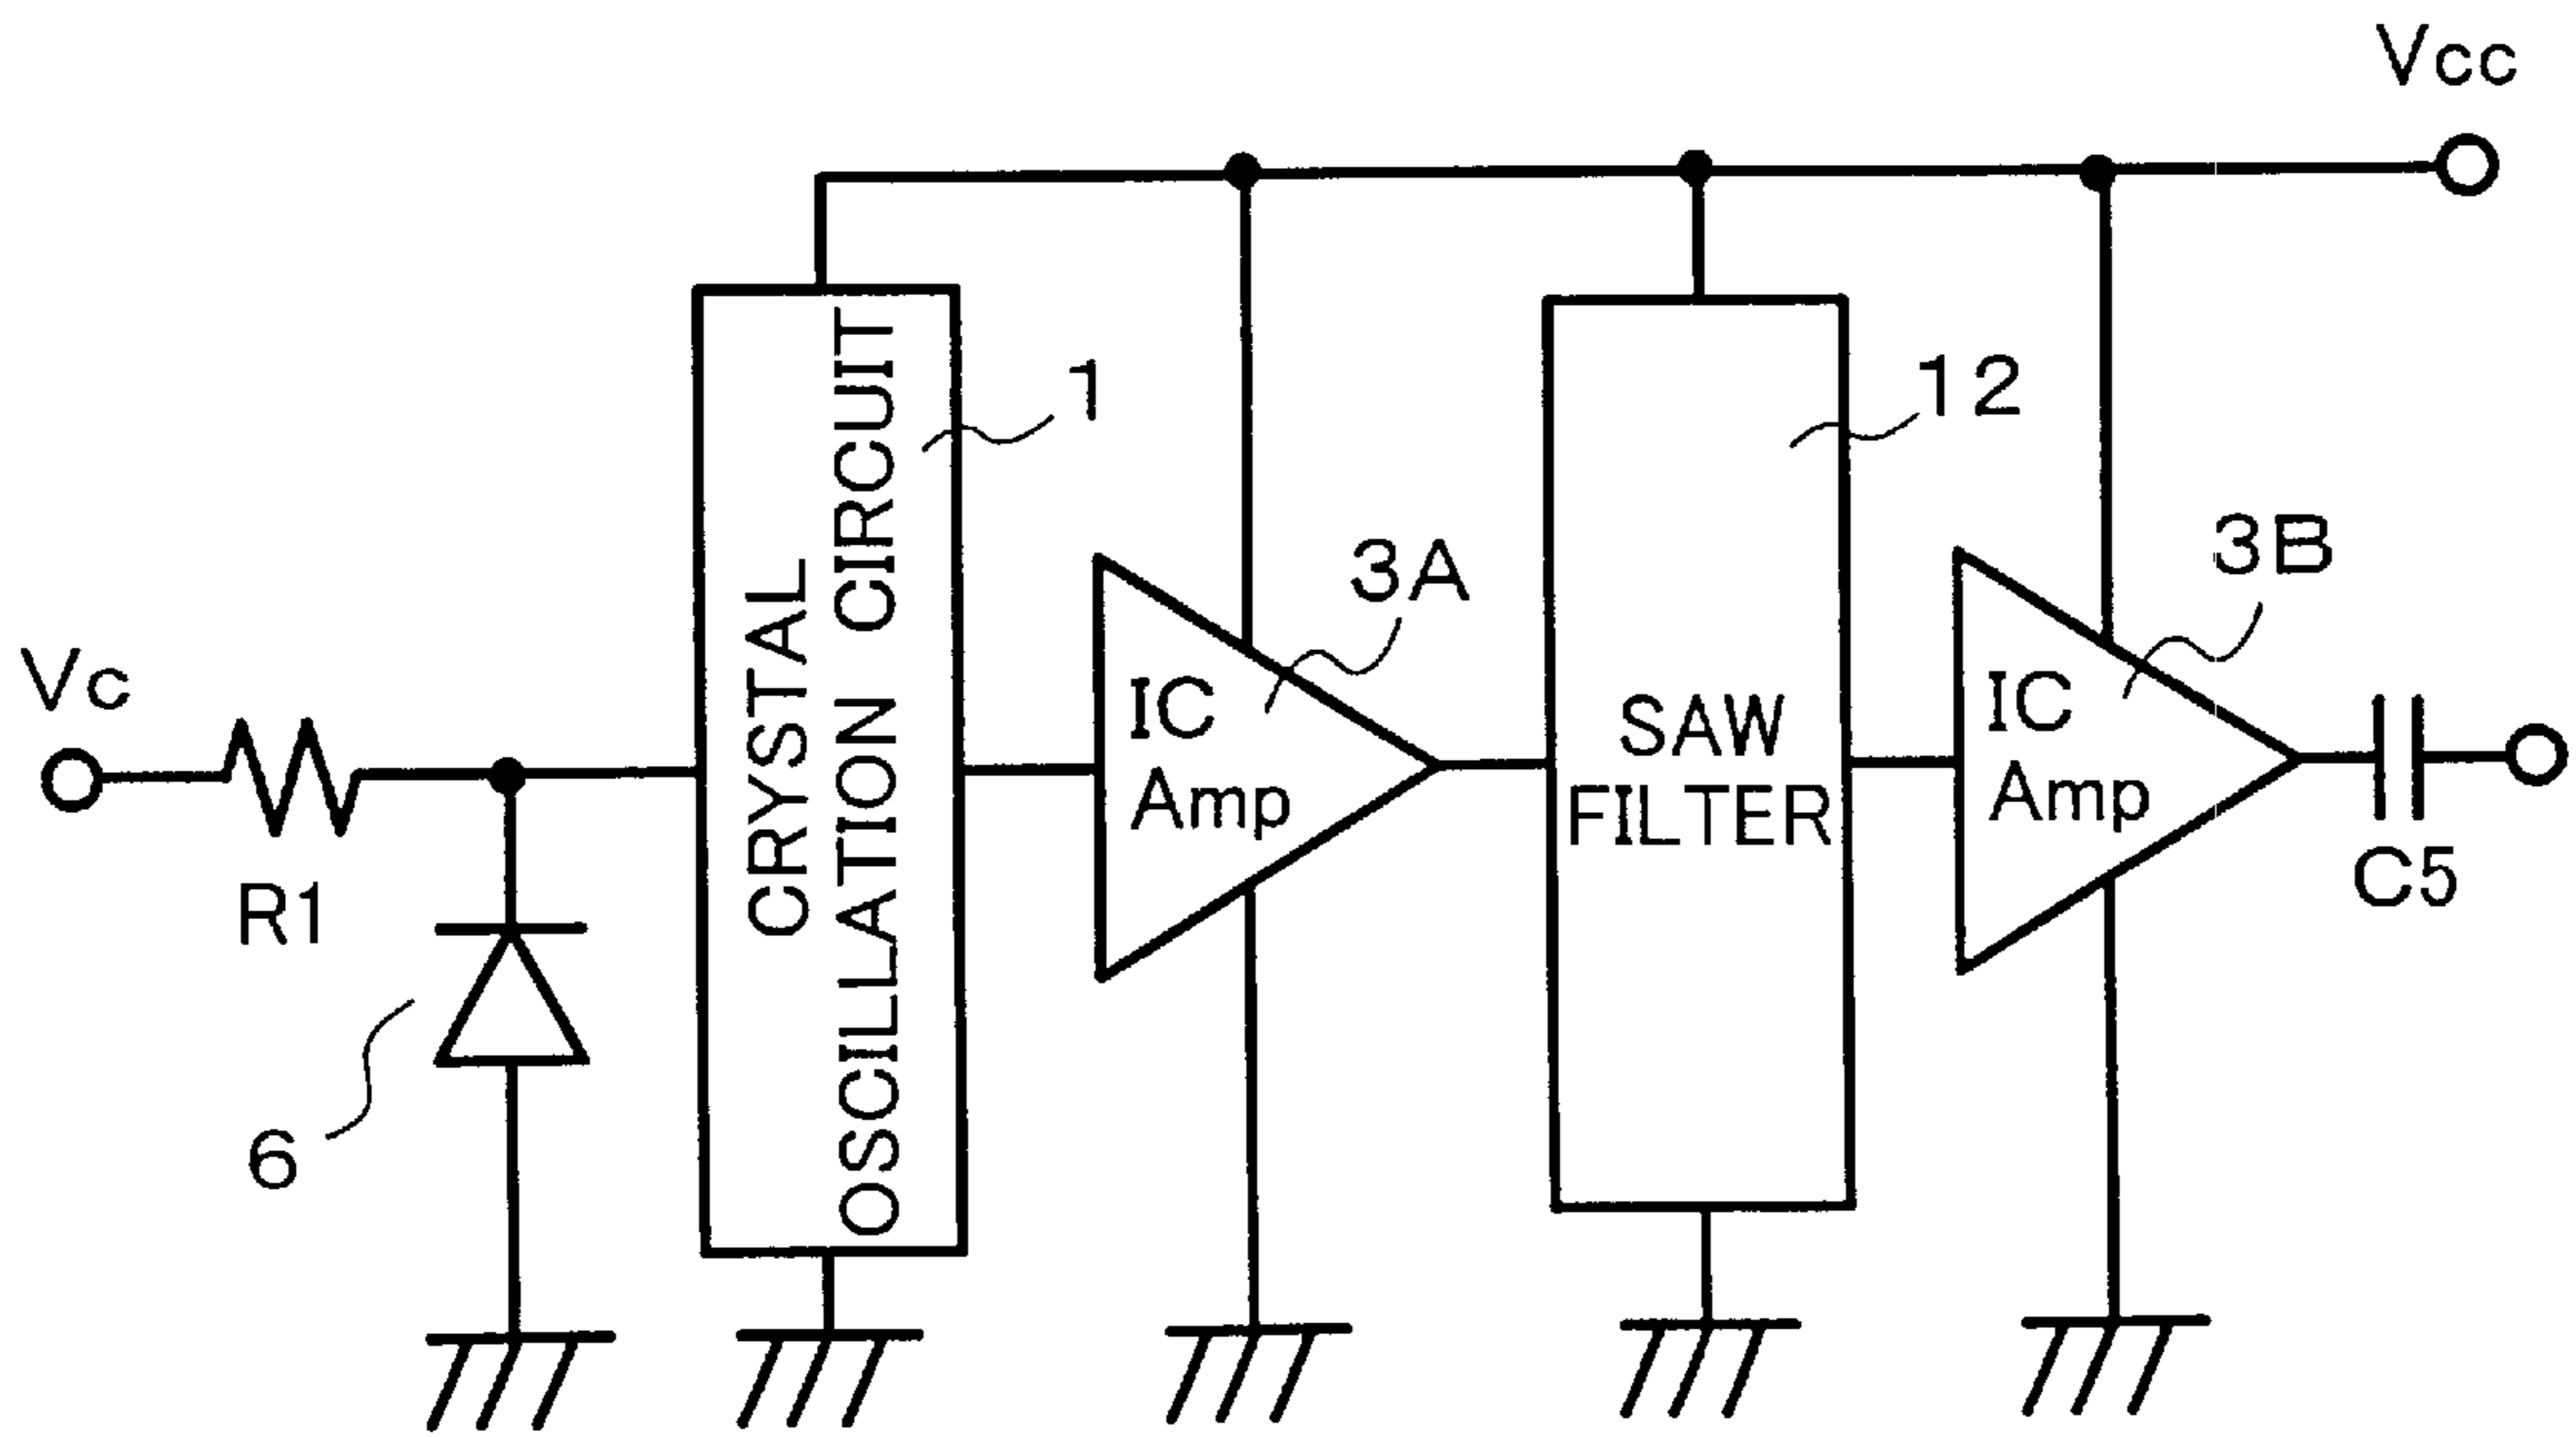 Vcc
1
12
3A
3B
Vc
CRYSTAL
OSCILLATION CIRCUIT
IC
Amp
SAW
FILTER
IC
Amp
R1
C5
6